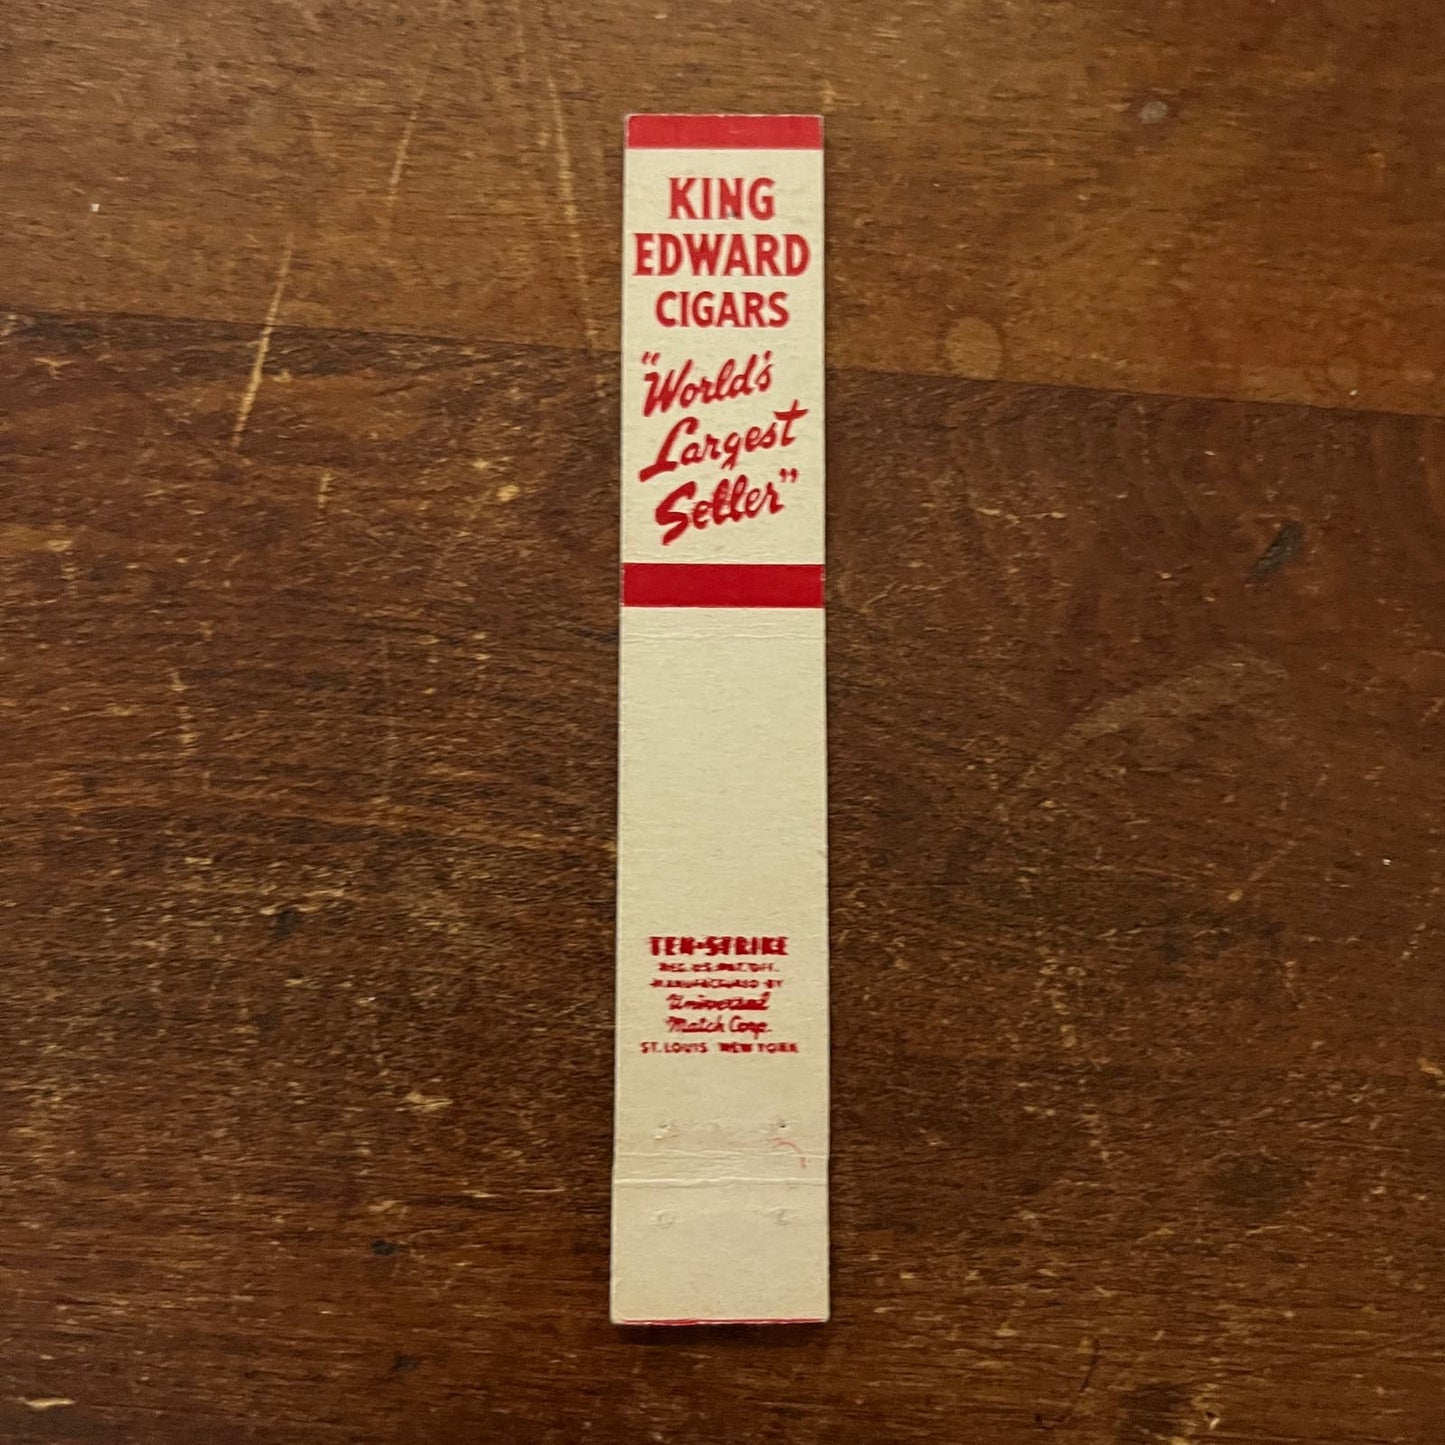 KING
EDWARD
CIGARS
"World's
Largest
Seller"
TEN-STRIKE
REG. U.S. PAT. OFF.
MANUFACTURED BY
Universal
Match Corp.
ST. LOUIS NEW YORK